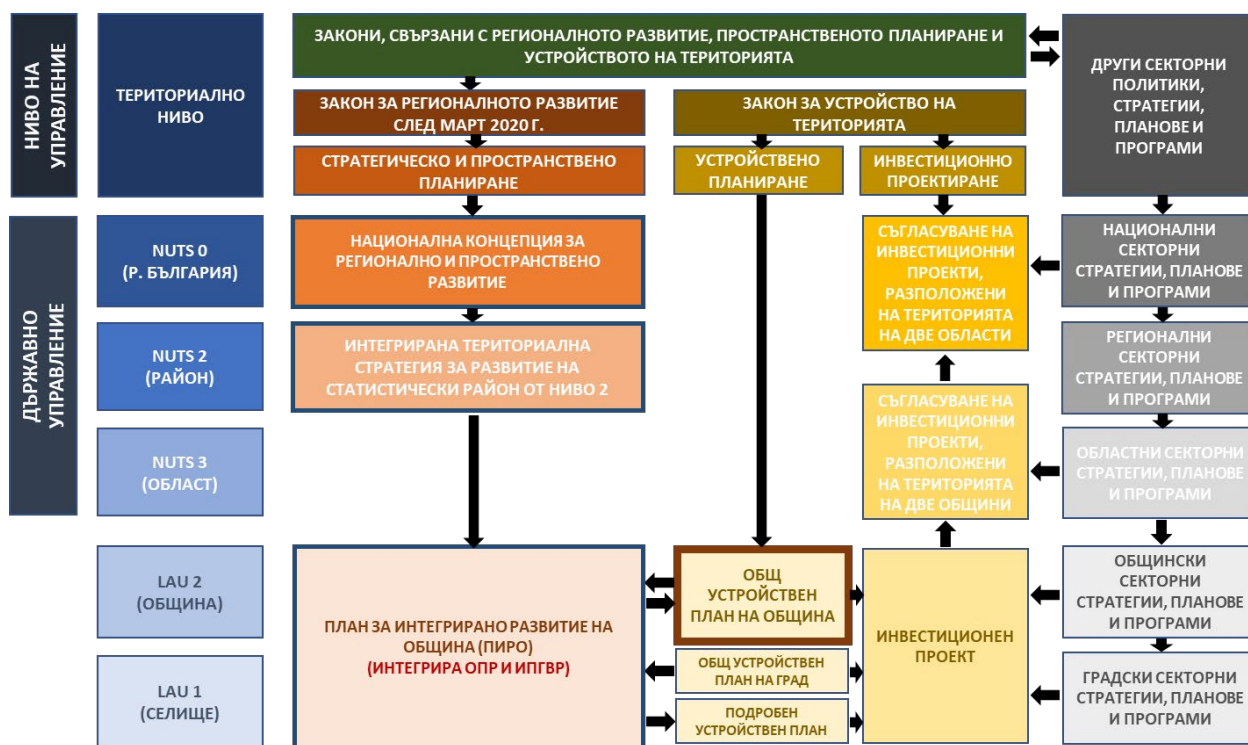 НИВО НА
УПРАВЛЕНИЕ
ТЕРИТОРИАЛНО
НИВО
ЗАКОНИ, СВЪРЗАНИ С РЕГИОНАЛНОТО РАЗВИТИЕ, ПРОСТРАНСТВЕНОТО ПЛАНИРАНЕ И
УСТРОЙСТВОТО НА ТЕРИТОРИЯТА
ДРУГИ СЕКТОРНИ
ПОЛИТИКИ,
СТРАТЕГИИ,
ПЛАНОВЕ И
ПРОГРАМИ
ЗАКОН ЗА РЕГИОНАЛНОТО РАЗВИТИЕ
СЛЕД МАРТ 2020 Г.
ЗАКОН ЗА УСТРОЙСТВО НА
ТЕРИТОРИЯТА
СТРАТЕГИЧЕСКО И ПРОСТРАНСТВЕНО
ПЛАНИРАНЕ
УСТРОЙСТВЕНО
ПЛАНИРАНЕ
ИНВЕСТИЦИОННО
ПРОЕКТИРАНЕ
ДЪРЖАВНО
УПРАВЛЕНИЕ
NUTS 0
(Р. БЪЛГАРИЯ)
НАЦИОНАЛНА КОНЦЕПЦИЯ ЗА
РЕГИОНАЛНО И ПРОСТРАНСТВЕНО
РАЗВИТИЕ
СЪГЛАСУВАНЕ НА
ИНВЕСТИЦИОННИ
ПРОЕКТИ,
РАЗПОЛОЖЕНИ
НА ТЕРИТОРИЯТА
НА ДВЕ ОБЛАСТИ
НАЦИОНАЛНИ
СЕКТОРНИ
СТРАТЕГИИ, ПЛАНОВЕ
И ПРОГРАМИ
NUTS 2
(РАЙОН)
ИНТЕГРИРАНА ТЕРИТОРИАЛНА
СТРАТЕГИЯ ЗА РАЗВИТИЕ НА
СТАТИСТИЧЕСКИ РАЙОН ОТ НИВО 2
РЕГИОНАЛНИ
СЕКТОРНИ
СТРАТЕГИИ, ПЛАНОВЕ
И ПРОГРАМИ
NUTS 3
(ОБЛАСТ)
СЪГЛАСУВАНЕ НА
ИНВЕСТИЦИОННИ
ПРОЕКТИ,
РАЗПОЛОЖЕНИ
НА ТЕРИТОРИЯТА
НА ДВЕ ОБЩИНИ
ОБЛАСТНИ СЕКТОРНИ
СТРАТЕГИИ, ПЛАНОВЕ
И ПРОГРАМИ
LAU 2
(ОБЩИНА)
ПЛАН ЗА ИНТЕГРИРАНО РАЗВИТИЕ НА
ОБЩИНА (ПИРО)
(ИНТЕГРИРА ОПР И ИПГВР)
ОБЩ
УСТРОЙСТВЕН
ПЛАН НА ОБЩИНА
ИНВЕСТИЦИОНЕН
ПРОЕКТ
ОБЩИНСКИ
СЕКТОРНИ
СТРАТЕГИИ, ПЛАНОВЕ
И ПРОГРАМИ
LAU 1
(СЕЛИЩЕ)
ОБЩ УСТРОЙСТВЕН
ПЛАН НА ГРАД
ПОДРОБЕН
УСТРОЙСТВЕН ПЛАН
ГРАДСКИ СЕКТОРНИ
СТРАТЕГИИ, ПЛАНОВЕ
И ПРОГРАМИ